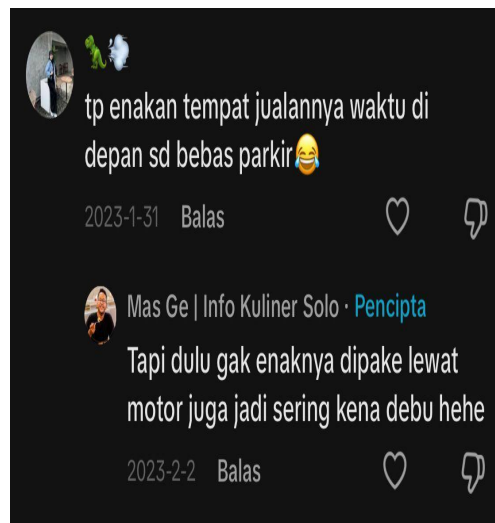 🦖💨
tp enakan tempat jualannya waktu di
depan sd bebas parkir😂
2023-1-31 Balas
Mas Ge | Info Kuliner Solo · Pencipta
Tapi dulu gak enaknya dipake lewat
motor juga jadi sering kena debu hehe
2023-2-2 Balas